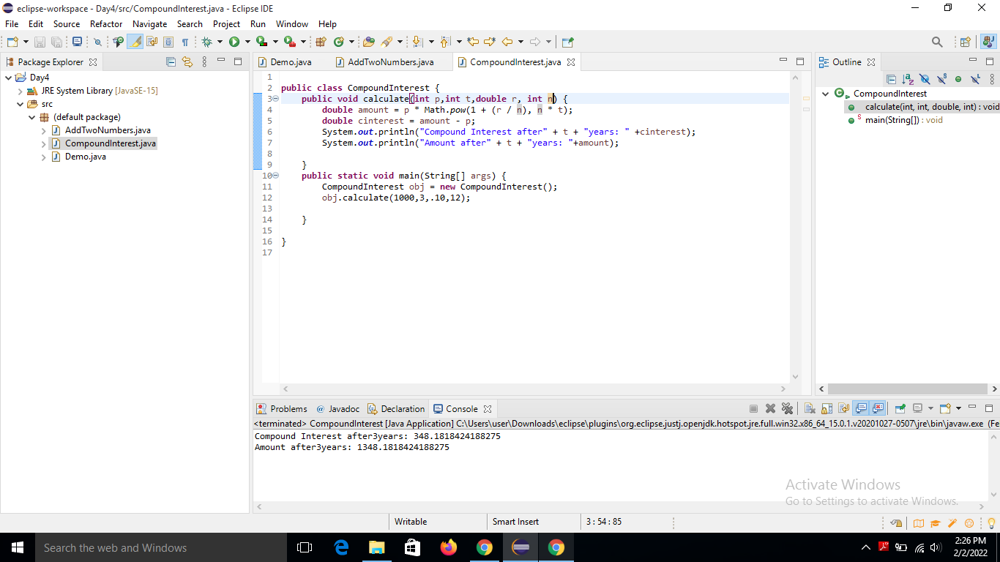 eclipse-workspace - Day4/src/CompoundInterest.java - Eclipse IDE
File Edit Source Refactor Navigate Search Project Run Window Help
Package Explorer
Day4
JRE System Library [JavaSE-15]
src
(default package)
AddTwoNumbers.java
CompoundInterest.java
Demo.java
Demo.java AddTwoNumbers.java CompoundInterest.java
1
2 public class CompoundInterest {
3 public void calculate(int p,int t,double r, int n) {
4 double amount = p * Math.pow(1 + (r / n), n * t);
5 double cinterest = amount - p;
6 System.out.println("Compound Interest after" + t + "years: " +cinterest);
7 System.out.println("Amount after" + t + "years: "+amount);
8
9 }
10 public static void main(String[] args) {
11 CompoundInterest obj = new CompoundInterest();
12 obj.calculate(1000,3,.10,12);
13
14 }
15
16 }
17
Outline
CompoundInterest
calculate(int, int, double, int) : void
main(String[]) : void
Problems @ Javadoc Declaration Console
<terminated> CompoundInterest [Java Application] C:\Users\user\Downloads\eclipse\plugins\org.eclipse.justj.openjdk.hotspot.jre.full.win32.x86_64_15.0.1.v20201027-0507\jre\bin\javaw.exe (Fe
Compound Interest after3years: 348.1818424188275
Amount after3years: 1348.1818424188275
Activate Windows
Go to Settings to activate Windows.
Writable Smart Insert 3 : 54 : 85
Search the web and Windows
2:26 PM
2/2/2022